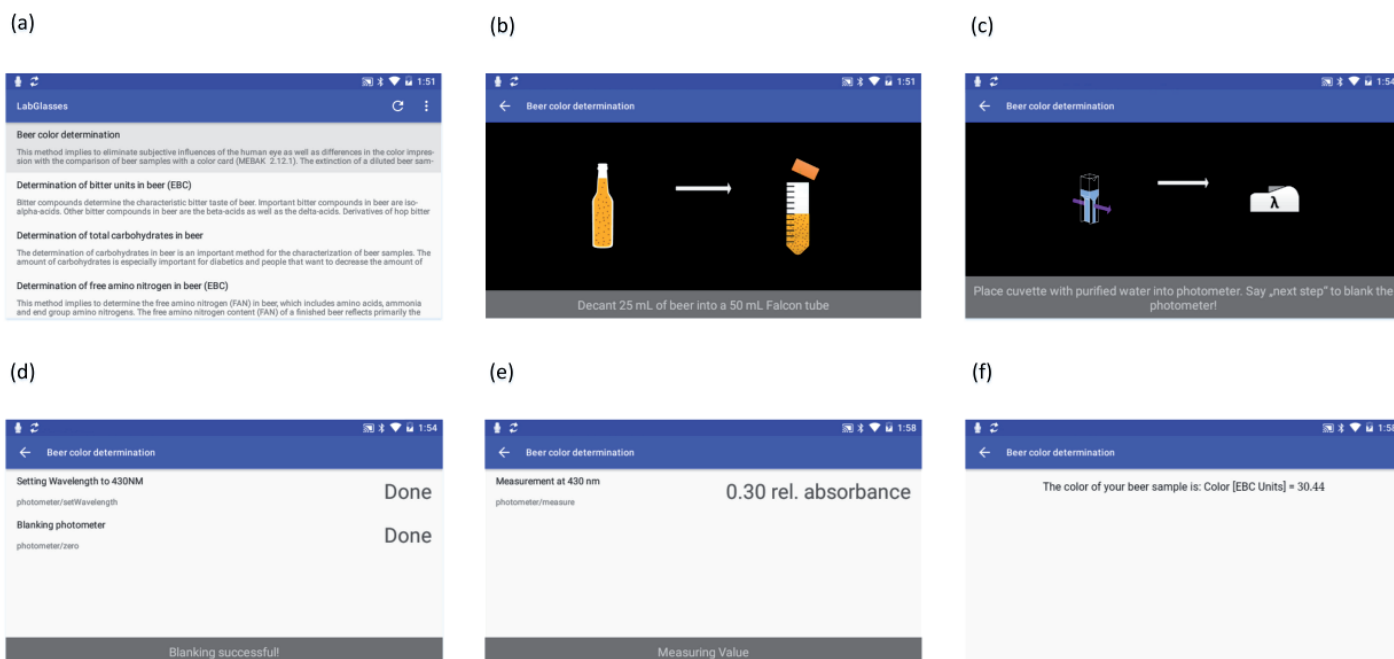 (a)
1:51
LabGlasses
Beer color determination
This method implies to eliminate subjective influences of the human eye as well as differences in the color impres-
sion with the comparison of beer samples with a color card (MEBAK 2.12.1). The extinction of a diluted beer sam-
Determination of bitter units in beer (EBC)
Bitter compounds determine the characteristic bitter taste of beer. Important bitter compounds in beer are iso-
alpha-acids. Other bitter compounds in beer are the beta-acids as well as the delta-acids. Derivatives of hop bitter
Determination of total carbohydrates in beer
The determination of carbohydrates in beer is an important method for the characterization of beer samples. The
amount of carbohydrates is especially important for diabetics and people that want to decrease the amount of
Determination of free amino nitrogen in beer (EBC)
This method implies to determine the free amino nitrogen (FAN) in beer, which includes amino acids, ammonia
and end group amino nitrogens. The free amino nitrogen content (FAN) of a finished beer reflects primarily the
(b)
1:51
Beer color determination
Decant 25 mL of beer into a 50 mL Falcon tube
(c)
1:54
Beer color determination
λ
Place cuvette with purified water into photometer. Say „next step" to blank the
photometer!
(d)
1:54
Beer color determination
Setting Wavelength to 430NM
Done
photometer/setWavelength
Blanking photometer
Done
photometer/zero
Blanking successful!
(e)
1:58
Beer color determination
Measurement at 430 nm
0.30 rel. absorbance
photometer/measure
Measuring Value
(f)
1:58
Beer color determination
The color of your beer sample is: Color [EBC Units] = 30.44